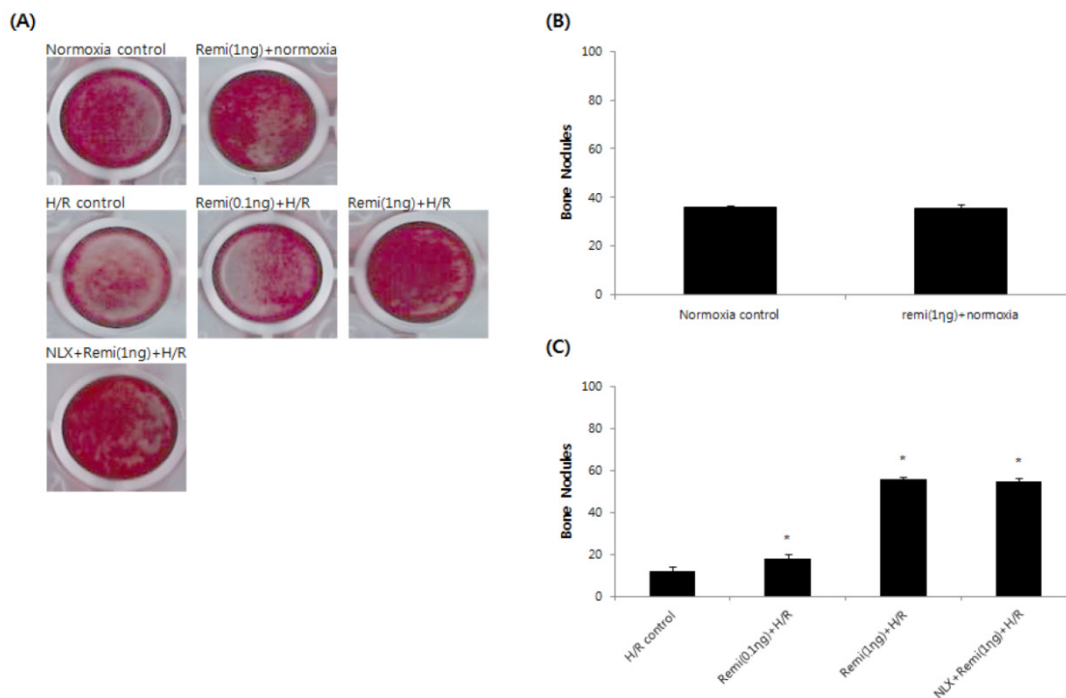 (A)
Normoxia control
Remi(1ng)+normoxia
H/R control
Remi(0.1ng)+H/R
Remi(1ng)+H/R
NLX+Remi(1ng)+H/R
(B)
Bone Nodules
100
80
60
40
20
0
Normoxia control
remi(1ng)+normoxia
(C)
Bone Nodules
100
80
60
40
20
0
*
*
*
H/R control
Remi(0.1ng)+H/R
Remi(1ng)+H/R
NLX+Remi(1ng)+H/R